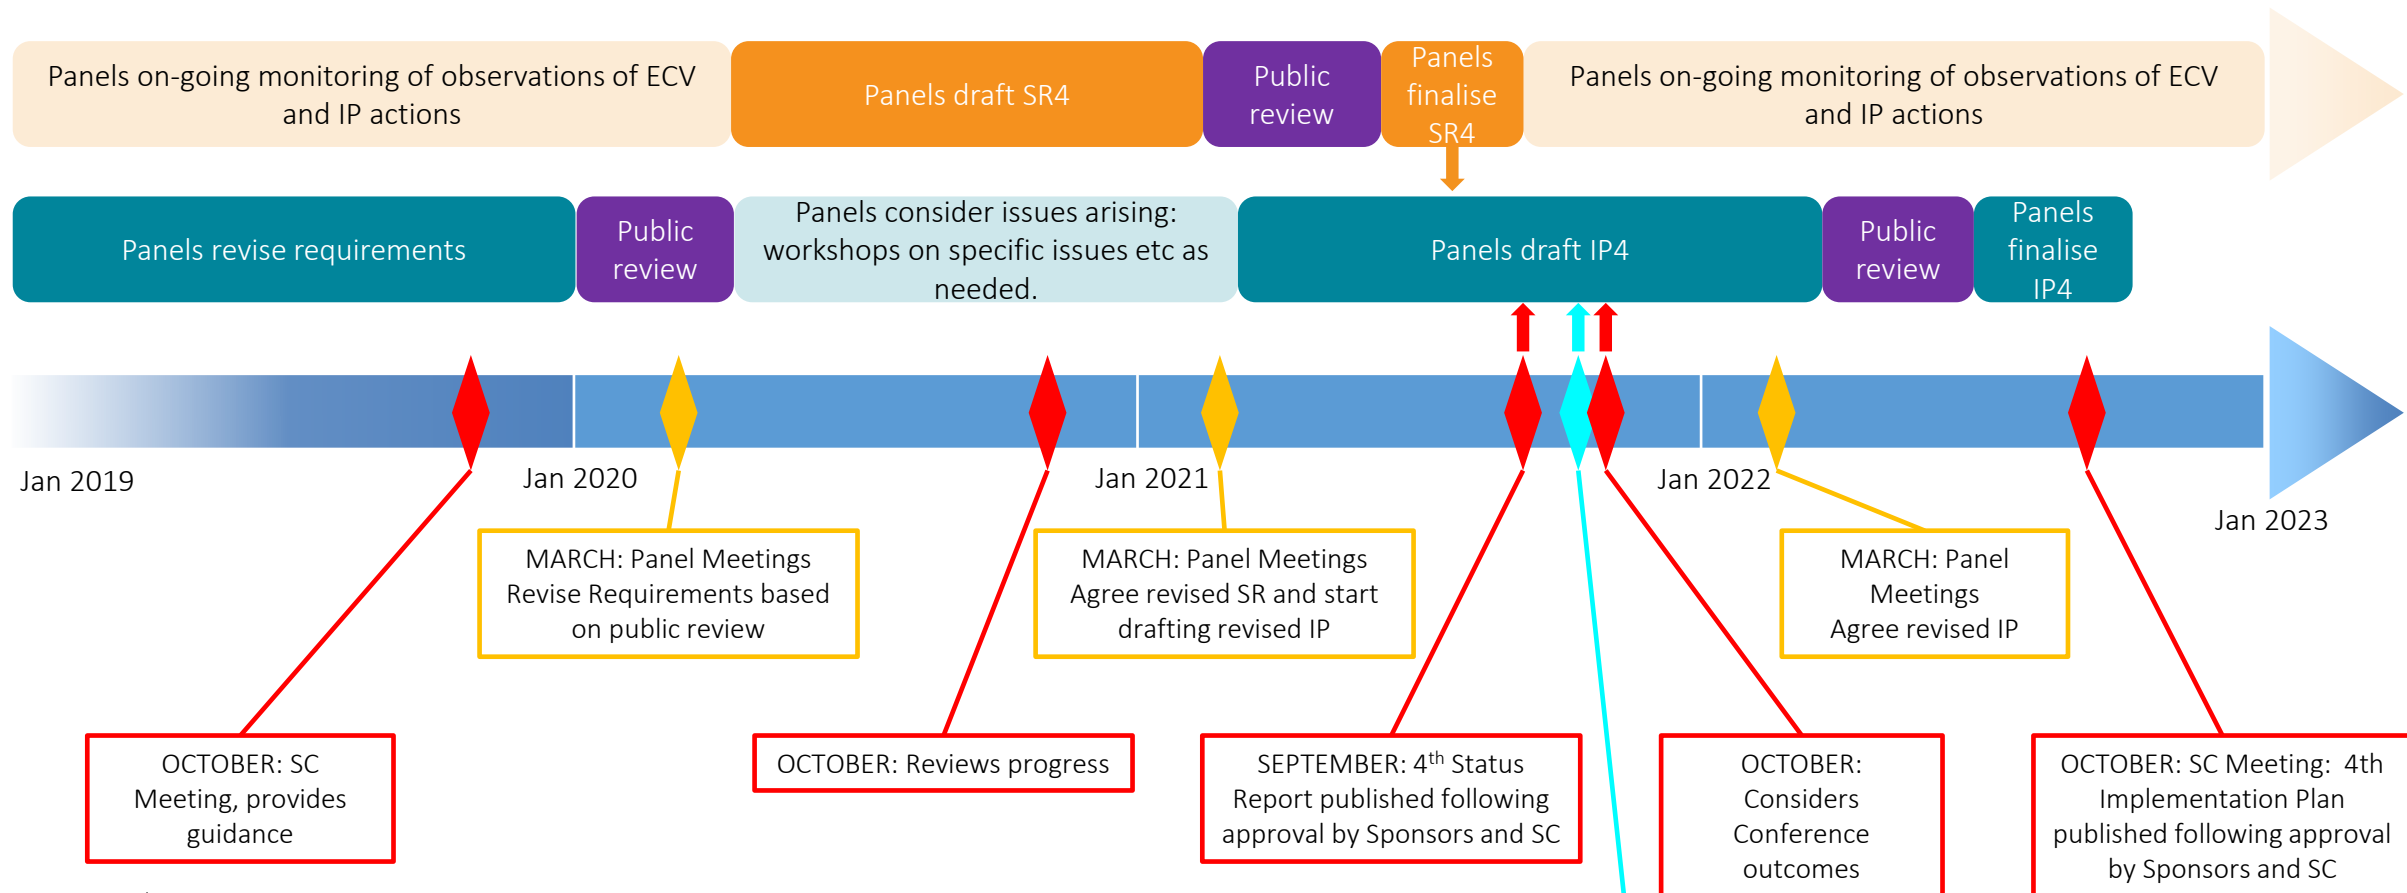 Panels on-going monitoring of observations of ECV
and IP actions
Panels draft SR4
Public
review
Panels
finalise
SR4
Panels on-going monitoring of observations of ECV
and IP actions
Panels revise requirements
Public
review
Panels consider issues arising:
workshops on specific issues etc as
needed.
Panels draft IP4
Public
review
Panels
finalise
IP4
Jan 2019
Jan 2020
Jan 2021
Jan 2022
Jan 2023
MARCH: Panel Meetings
Revise Requirements based
on public review
MARCH: Panel Meetings
Agree revised SR and start
drafting revised IP
MARCH: Panel
Meetings
Agree revised IP
OCTOBER: SC
Meeting, provides
guidance
OCTOBER: Reviews progress
SEPTEMBER: 4th Status
Report published following
approval by Sponsors and SC
OCTOBER:
Considers
Conference
outcomes
OCTOBER: SC Meeting: 4th
Implementation Plan
published following approval
by Sponsors and SC